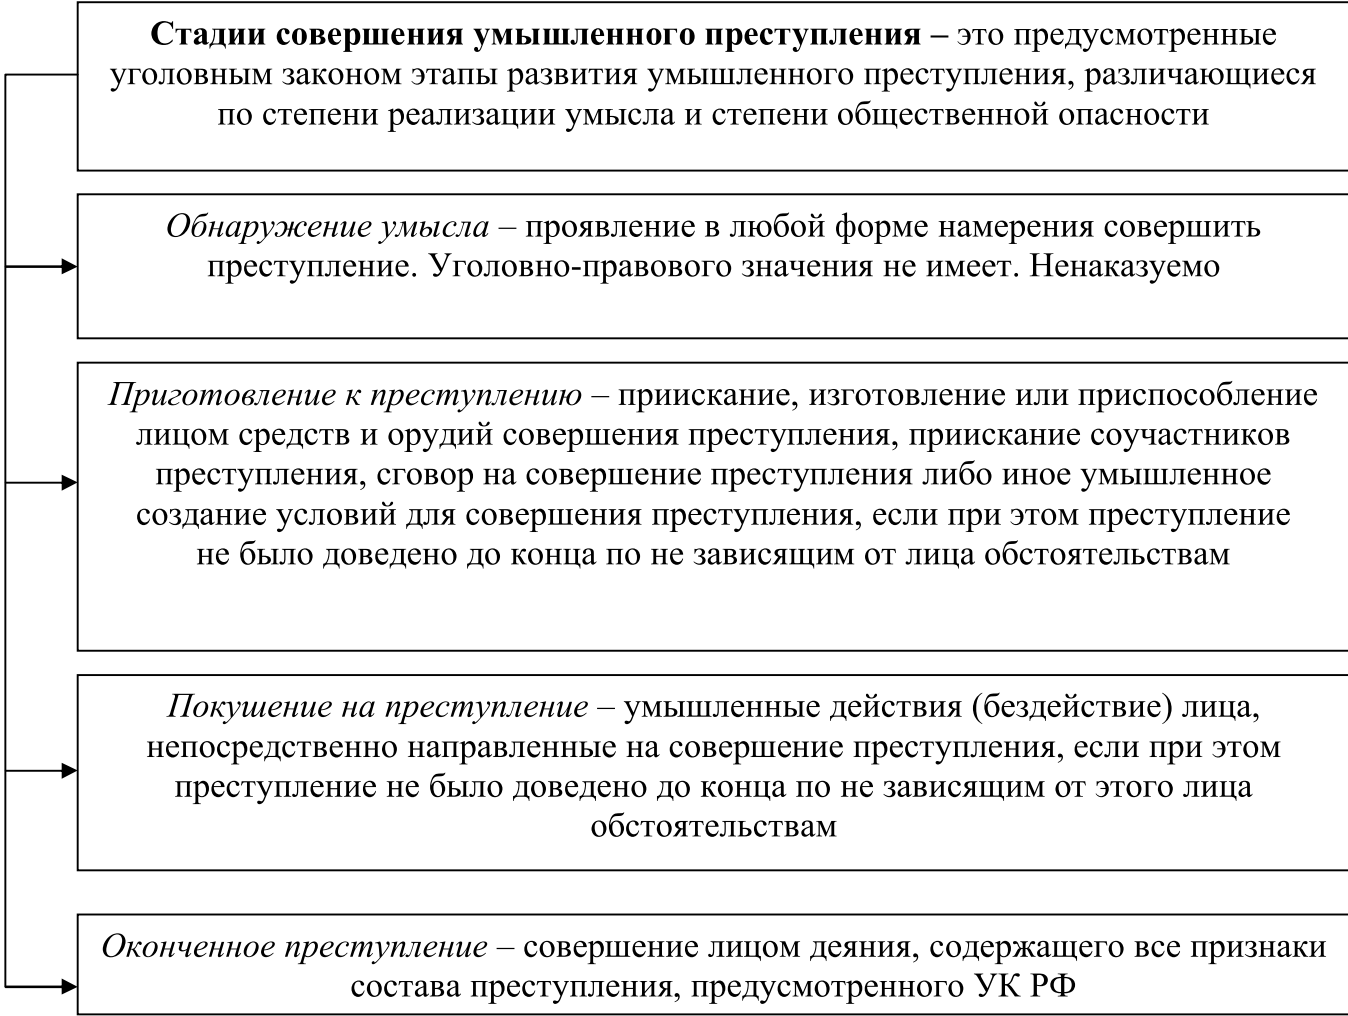 Стадии совершения умышленного преступления – это предусмотренные
уголовным законом этапы развития умышленного преступления, различающиеся
по степени реализации умысла и степени общественной опасности
Обнаружение умысла – проявление в любой форме намерения совершить
преступление. Уголовно-правового значения не имеет. Ненаказуемо
Приготовление к преступлению – приискание, изготовление или приспособление
лицом средств и орудий совершения преступления, приискание соучастников
преступления, сговор на совершение преступления либо иное умышленное
создание условий для совершения преступления, если при этом преступление
не было доведено до конца по не зависящим от лица обстоятельствам
Покушение на преступление – умышленные действия (бездействие) лица,
непосредственно направленные на совершение преступления, если при этом
преступление не было доведено до конца по не зависящим от этого лица
обстоятельствам
Оконченное преступление – совершение лицом деяния, содержащего все признаки
состава преступления, предусмотренного УК РФ